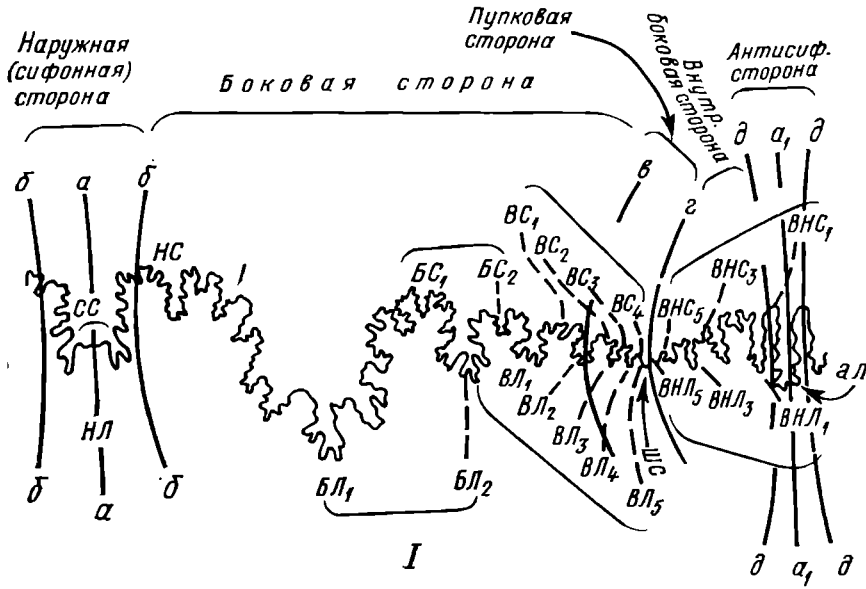 Наружная
(сифонная)
сторона
Боковая сторона
Пупковая
сторона
Внутр.
боковая сторона
Антисиф.
сторона
б
а
б
в
г
д
а₁
д
НС
СС
НЛ
б
а
б
БС₁
БС₂
БЛ₁
БЛ₂
ВС₁
ВС₂
ВС₃
ВС₄
ВЛ₁
ВЛ₂
ВЛ₃
ВЛ₄
ВЛ₅
ШС
ВНС₅
ВНС₃
ВНС₁
ВНЛ₅
ВНЛ₃
ВНЛ₁
ал
д
а₁
д
I